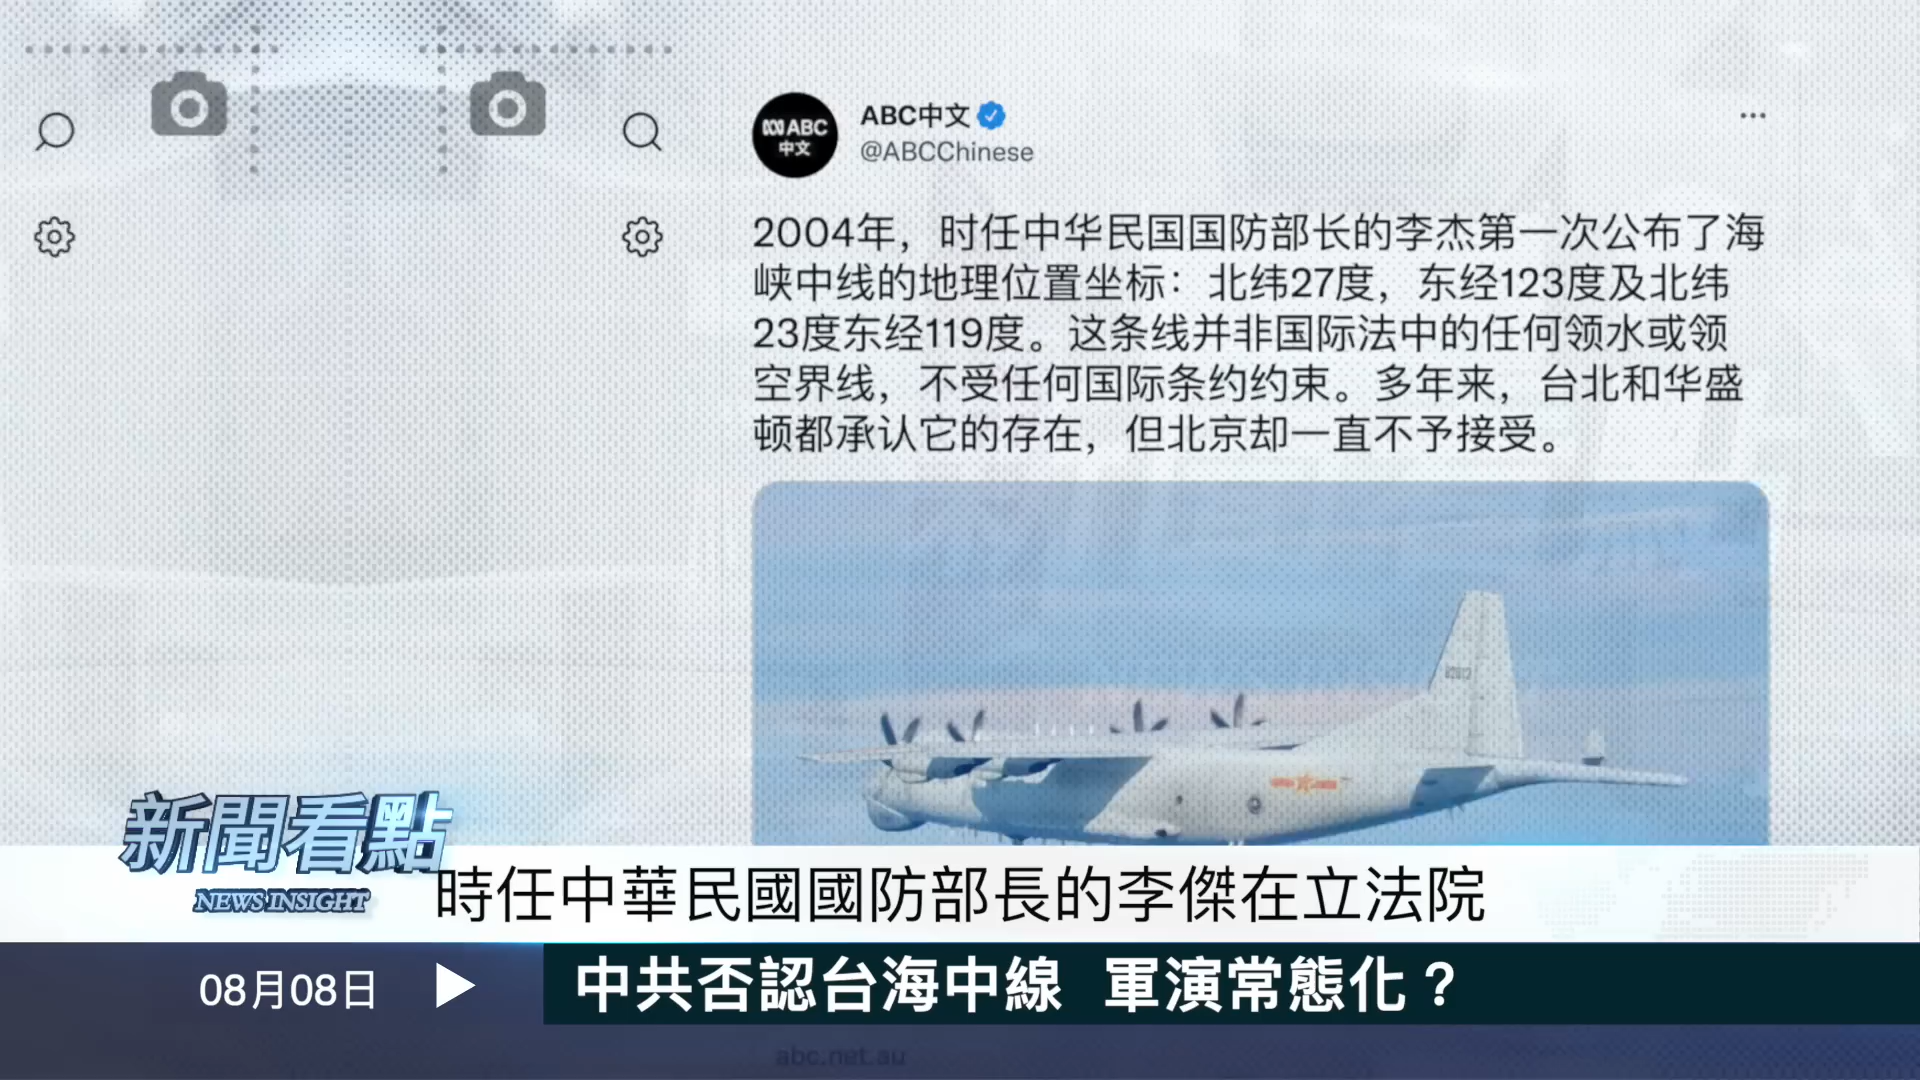 ABC
中文
ABC中文
@ABCChinese
2004年，时任中华民国国防部长的李杰第一次公布了海
峡中线的地理位置坐标：北纬27度，东经123度及北纬
23度东经119度。这条线并非国际法中的任何领水或领
空界线，不受任何国际条约约束。多年来，台北和华盛
顿都承认它的存在，但北京却一直不予接受。
新聞看點
NEWS INSIGHT
時任中華民國國防部長的李傑在立法院
08月08日
中共否認台海中線 軍演常態化？
abc.net.au